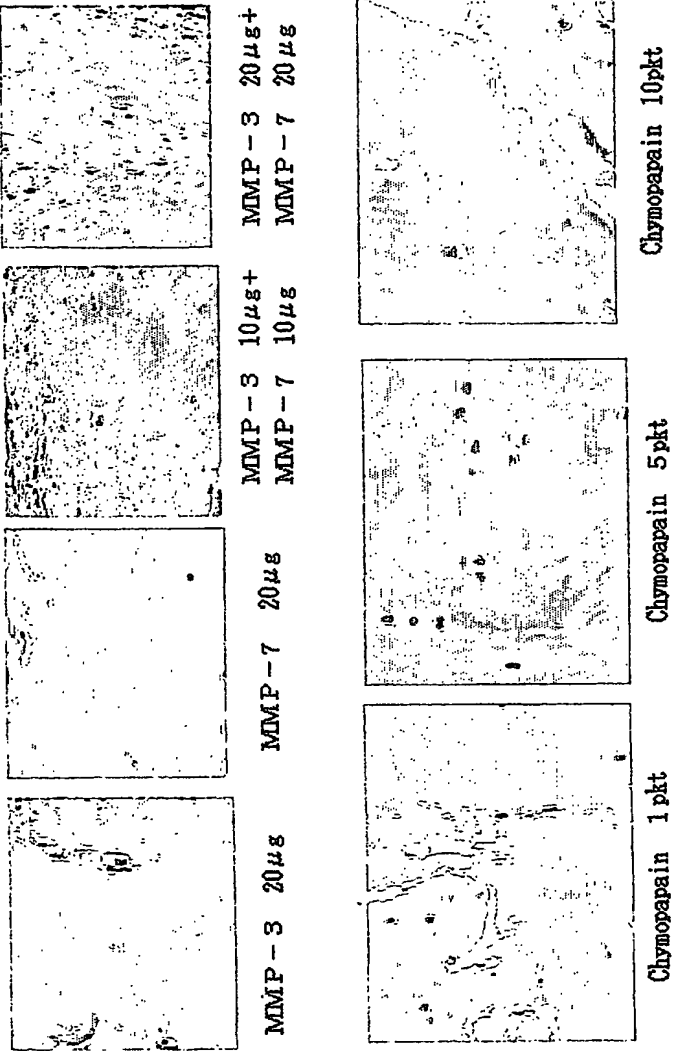 MMP-3 20μg
MMP-7 20μg
MMP-3 10μg+
MMP-7 10μg
MMP-3 20μg+
MMP-7 20μg
Chymopapain 1pkt
Chymopapain 5pkt
Chymopapain 10pkt